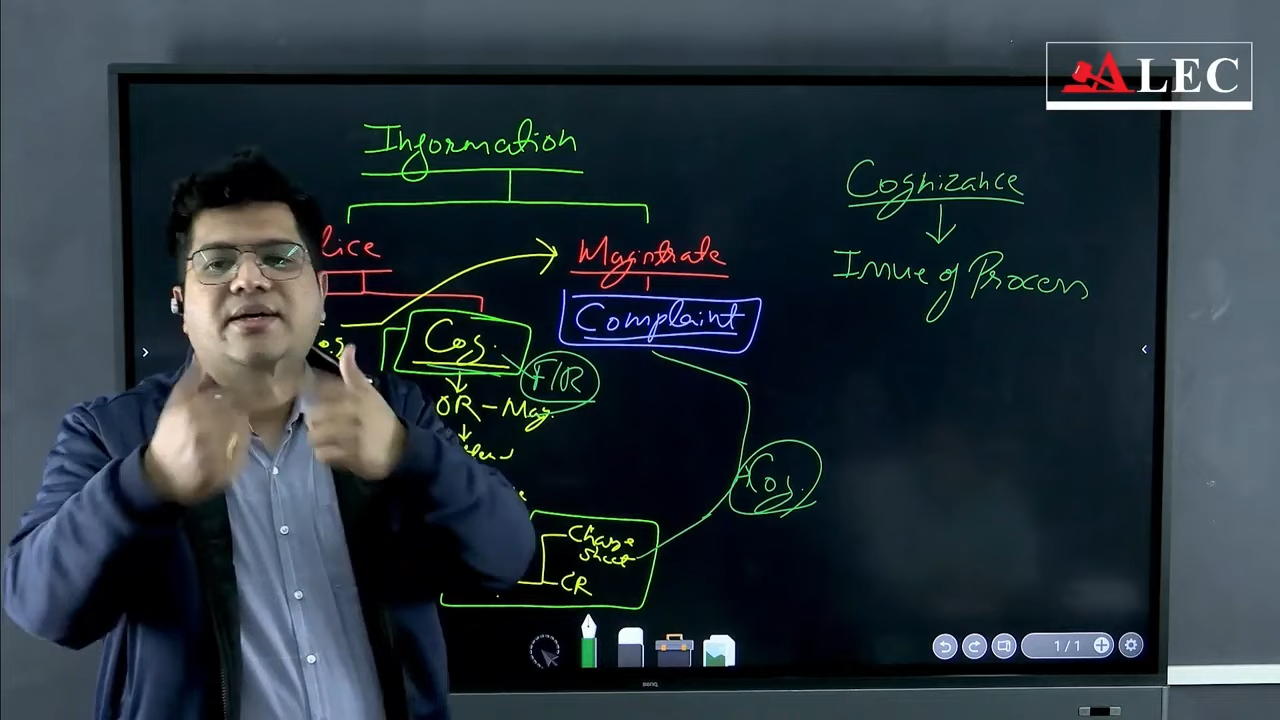 ALEC
Information
Cognizance
Issue of Process
lice
Magistrate
Complaint
Cog.
FIR
OR - Mag.
Cog.
Charge
Sheet
CR
1/1
BenQ